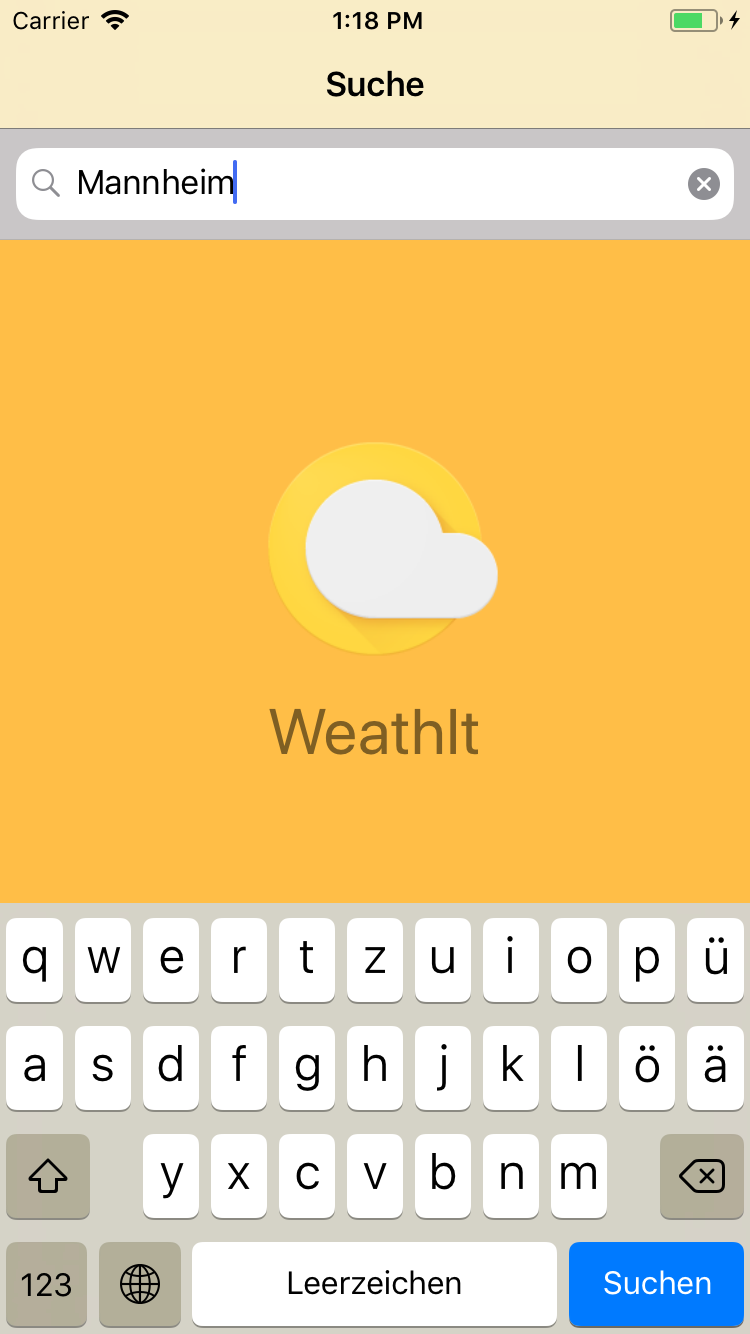 Carrier 1:18 PM
Suche
Mannheim
WeathIt
q w e r t z u i o p ü
a s d f g h j k l ö ä
y x c v b n m
123 Leerzeichen Suchen